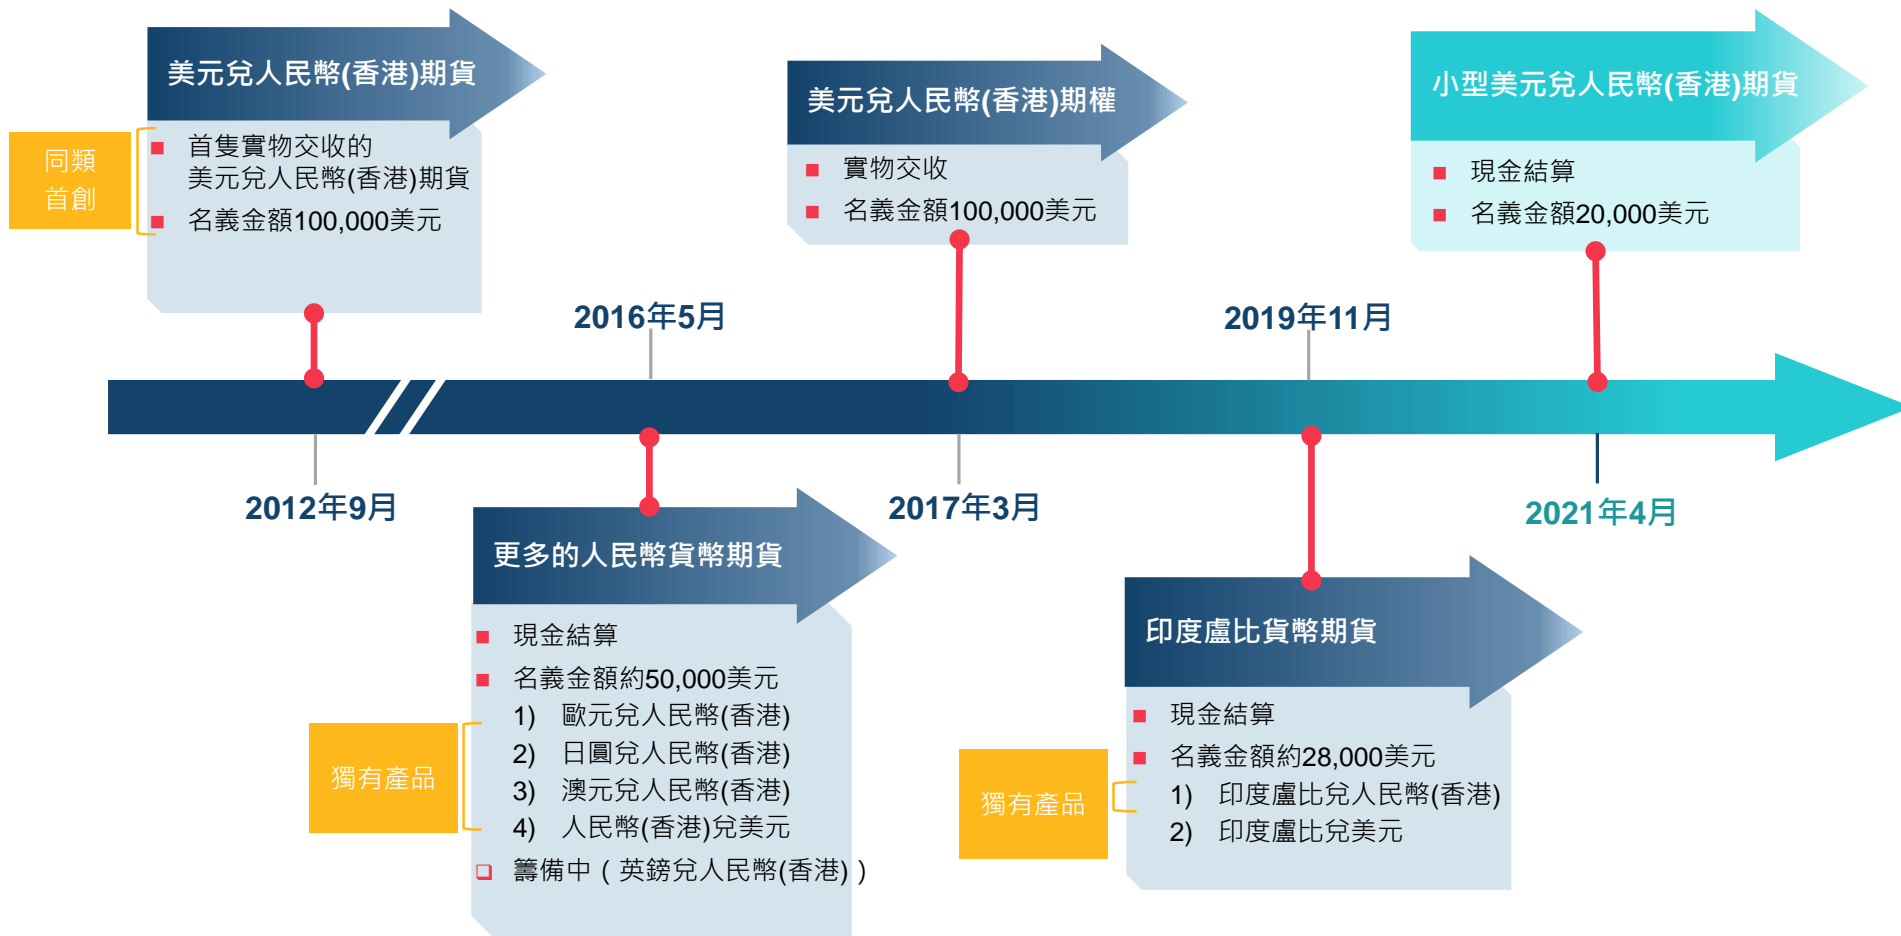 美元兌人民幣(香港)期貨
同類
首創
首隻實物交收的
美元兌人民幣(香港)期貨
名義金額100,000美元
2012年9月
2016年5月
更多的人民幣貨幣期貨
現金結算
名義金額約50,000美元
獨有產品
1) 歐元兌人民幣(香港)
2) 日圓兌人民幣(香港)
3) 澳元兌人民幣(香港)
4) 人民幣(香港)兌美元
籌備中（英鎊兌人民幣(香港)）
美元兌人民幣(香港)期權
實物交收
名義金額100,000美元
2017年3月
2019年11月
印度盧比貨幣期貨
現金結算
名義金額約28,000美元
獨有產品
1) 印度盧比兌人民幣(香港)
2) 印度盧比兌美元
小型美元兌人民幣(香港)期貨
現金結算
名義金額20,000美元
2021年4月